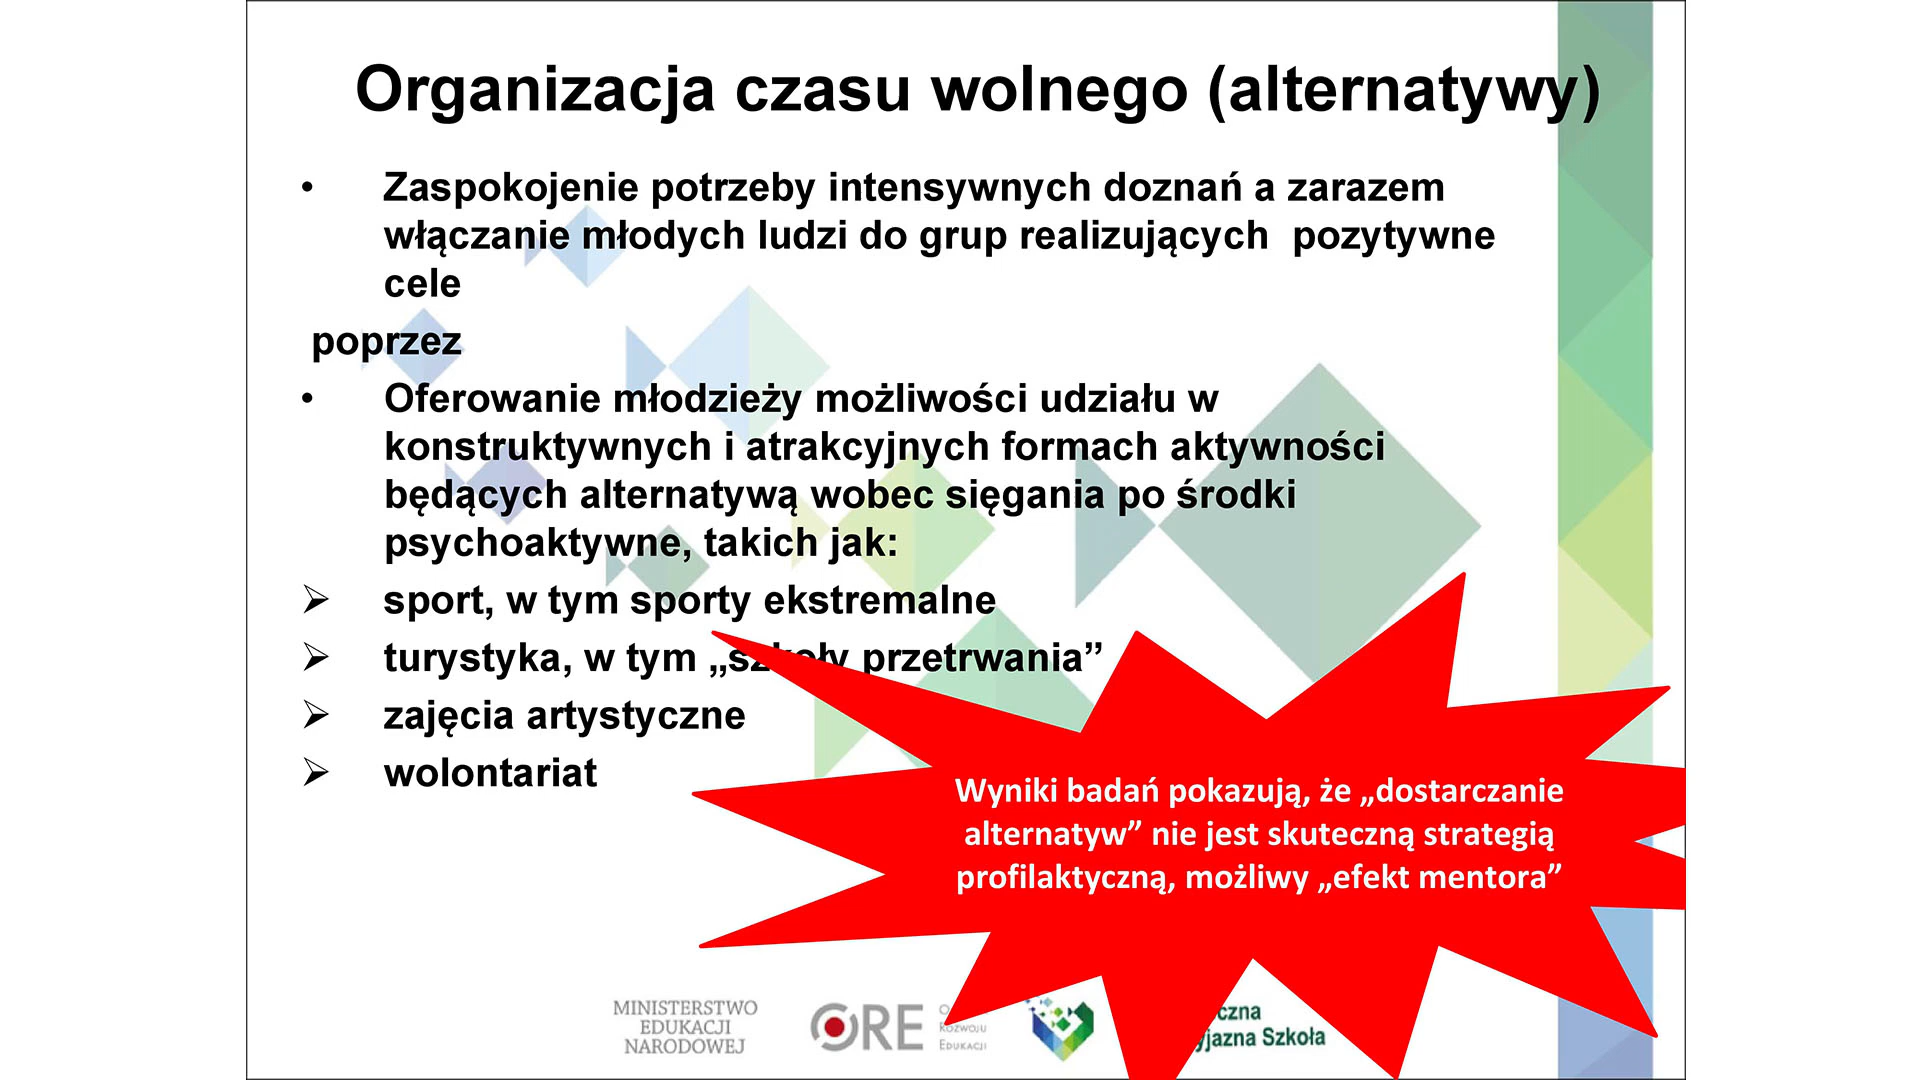 Organizacja czasu wolnego (alternatywy)
• Zaspokojenie potrzeby intensywnych doznań a zarazem
włączanie młodych ludzi do grup realizujących pozytywne
cele
poprzez
• Oferowanie młodzieży możliwości udziału w
konstruktywnych i atrakcyjnych formach aktywności
będących alternatywą wobec sięgania po środki
psychoaktywne, takich jak:
➢ sport, w tym sporty ekstremalne
➢ turystyka, w tym „szkoły przetrwania”
➢ zajęcia artystyczne
➢ wolontariat
Wyniki badań pokazują, że „dostarczanie
alternatyw” nie jest skuteczną strategią
profilaktyczną, możliwy „efekt mentora”
MINISTERSTWO
EDUKACJI
NARODOWEJ
ORE
ROZWOJU
EDUKACJI
Szkoła